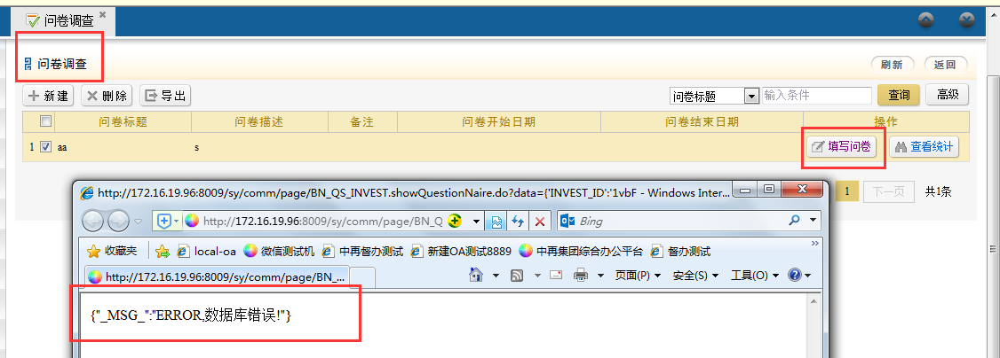 问卷调查
问卷调查
刷新 返回
新建 删除 导出 问卷标题 输入条件 查询 高级
问卷标题 问卷描述 备注 问卷开始日期 问卷结束日期 操作
1 aa s 填写问卷 查看统计
1 下一页 共1条
http://172.16.19.96:8009/sy/comm/page/BN_QS_INVEST.showQuestionNaire.do?data={'INVEST_ID':'1vbF - Windows Inter...
http://172.16.19.96:8009/sy/comm/page/BN_Q Bing
收藏夹 local-oa 微信测试机 中再督办测试 新建OA测试8889 中再集团综合办公平台 督办测试 »
http://172.16.19.96:8009/sy/comm/page/BN_... 页面(P) 安全(S) 工具(O)
{"_MSG_":"ERROR,数据库错误!"}